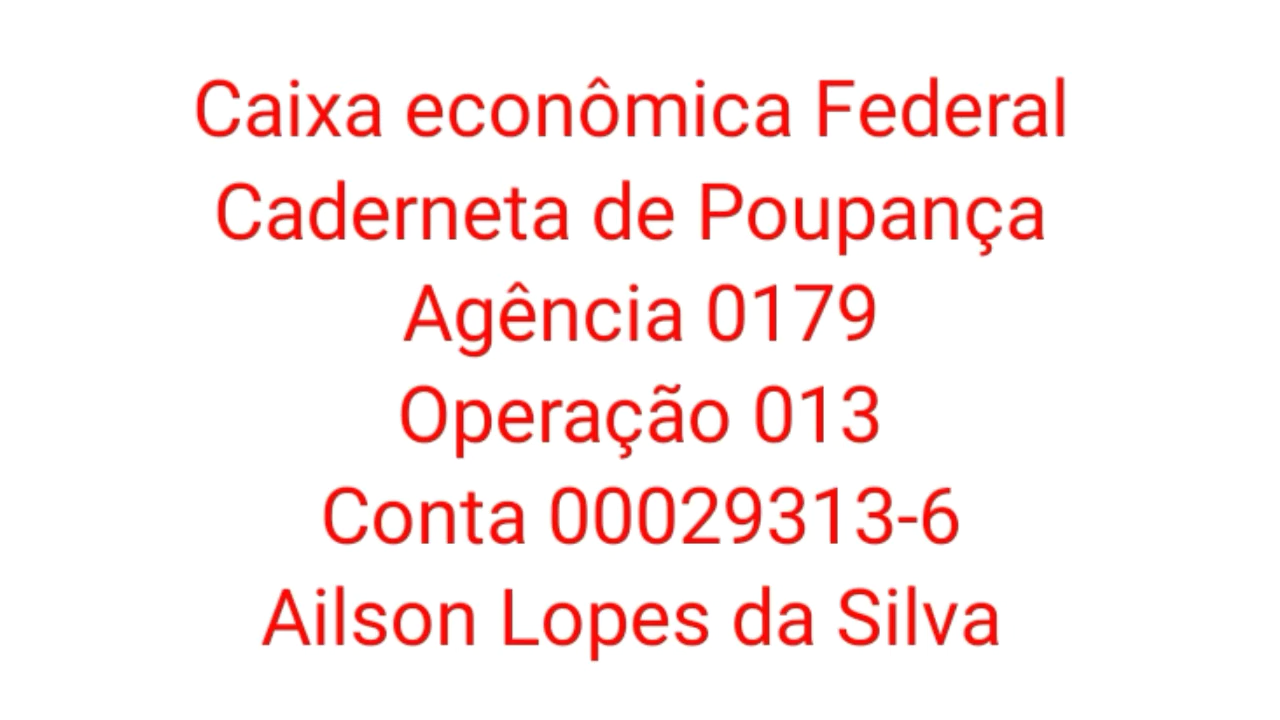 Caixa econômica Federal
Caderneta de Poupança
Agência 0179
Operação 013
Conta 00029313-6
Ailson Lopes da Silva